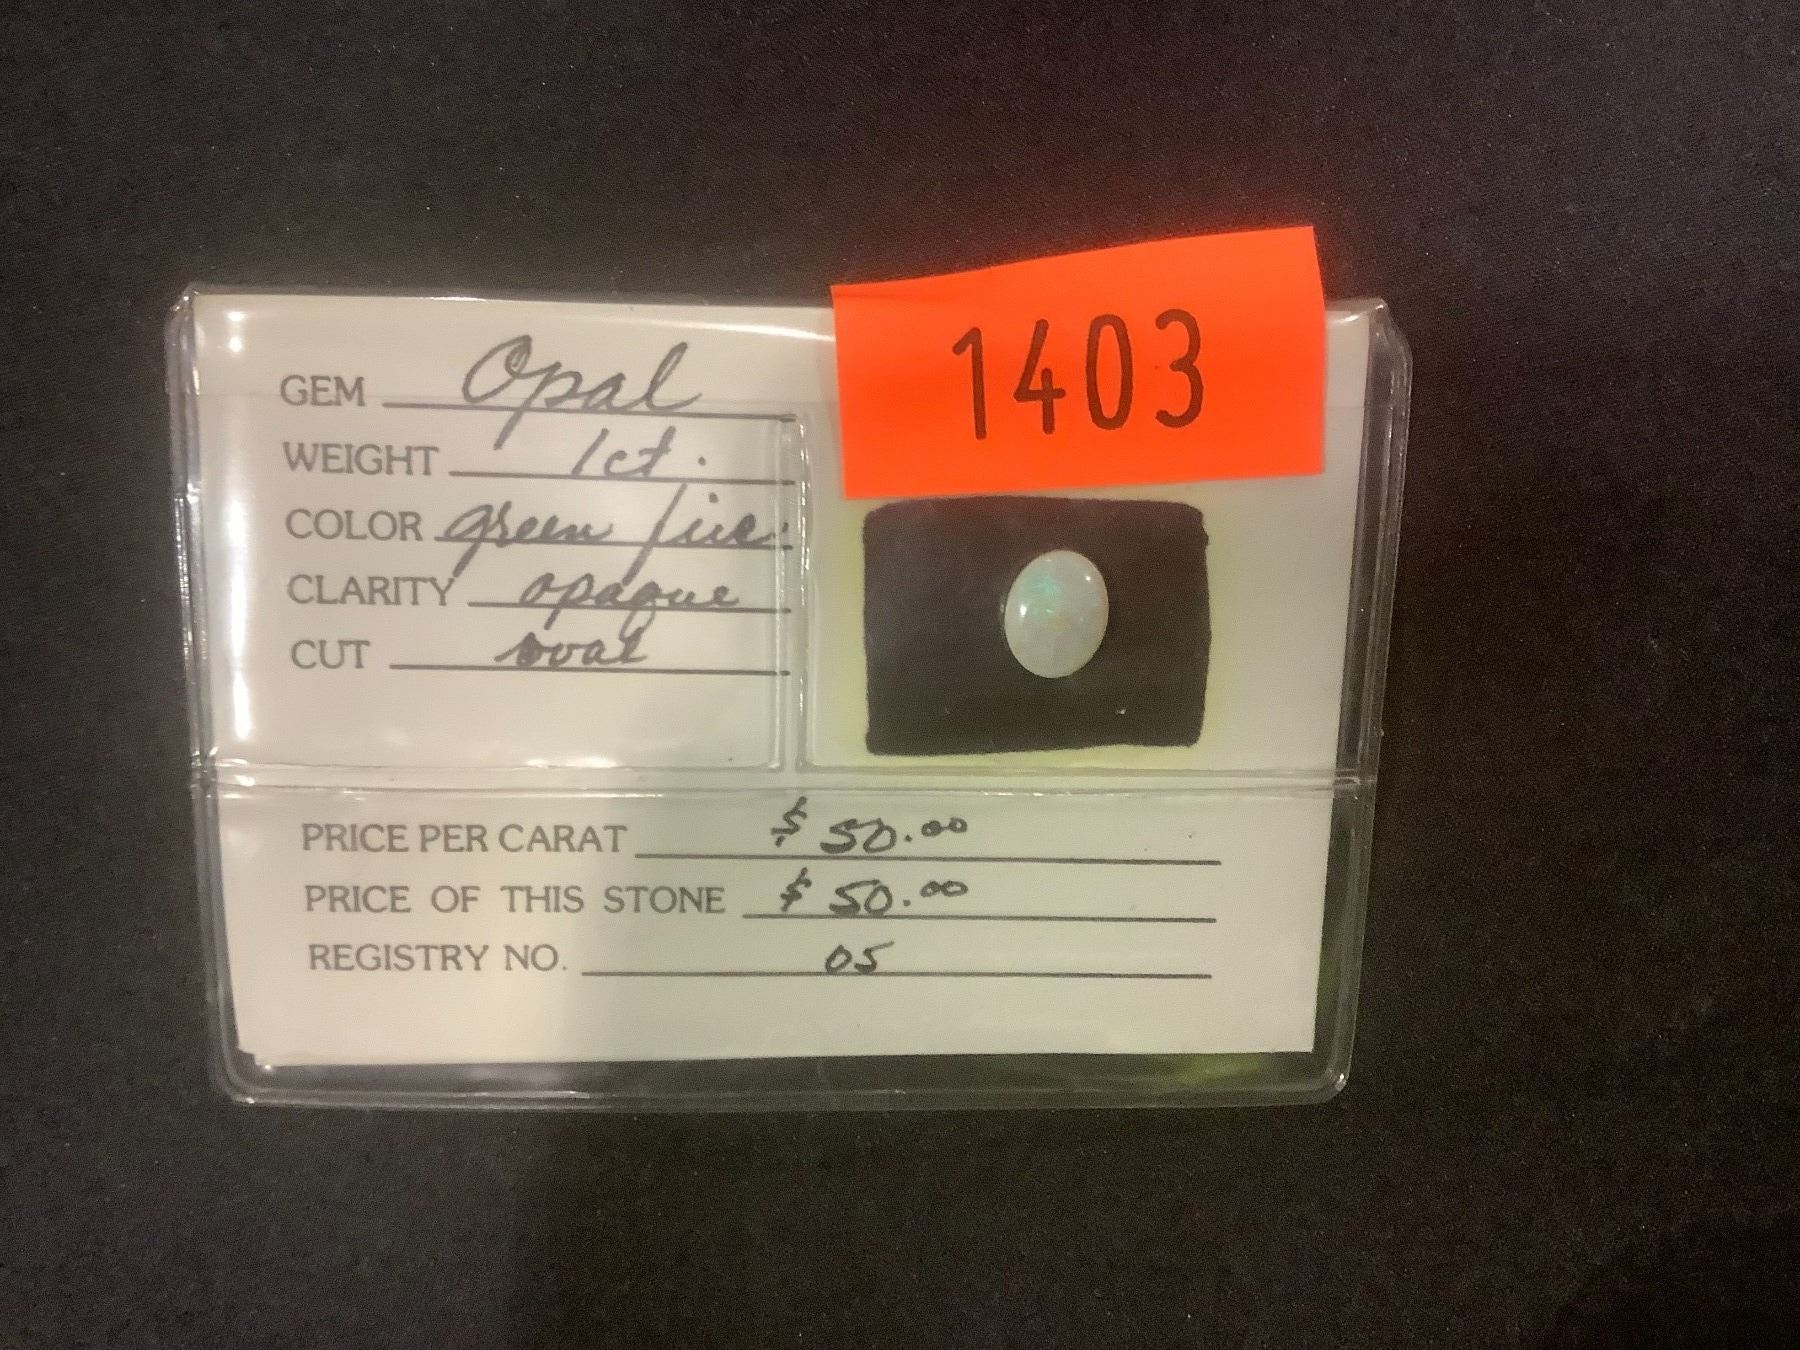 1403
GEM Opal
WEIGHT 1ct.
COLOR green fire
CLARITY opaque
CUT oval
PRICE PER CARAT $50.00
PRICE OF THIS STONE $50.00
REGISTRY NO. 05